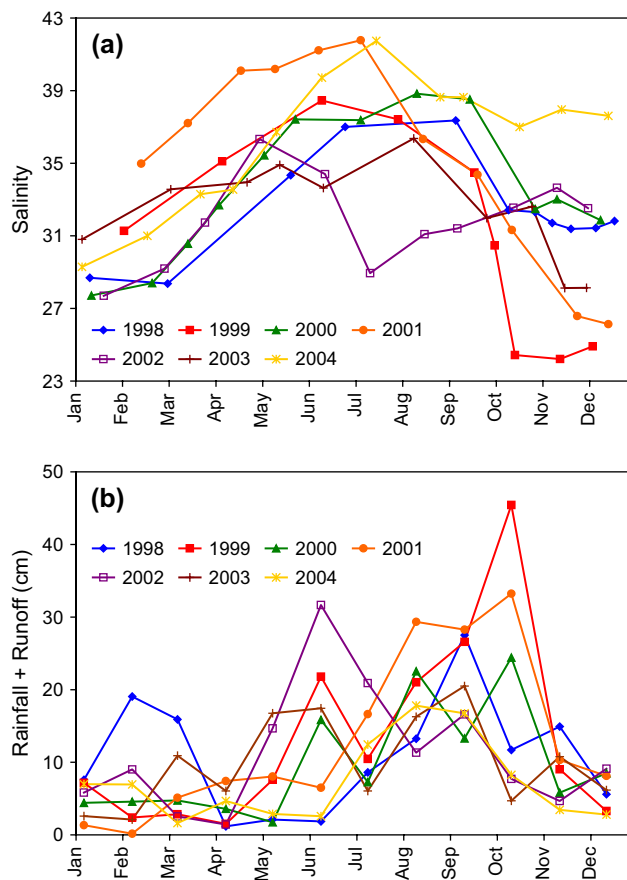 (a)
Salinity
43
39
35
31
27
23
1998 1999 2000 2001
2002 2003 2004
Jan Feb Mar Apr May Jun Jul Aug Sep Oct Nov Dec
(b)
Rainfall + Runoff (cm)
50
40
30
20
10
0
1998 1999 2000 2001
2002 2003 2004
Jan Feb Mar Apr May Jun Jul Aug Sep Oct Nov Dec